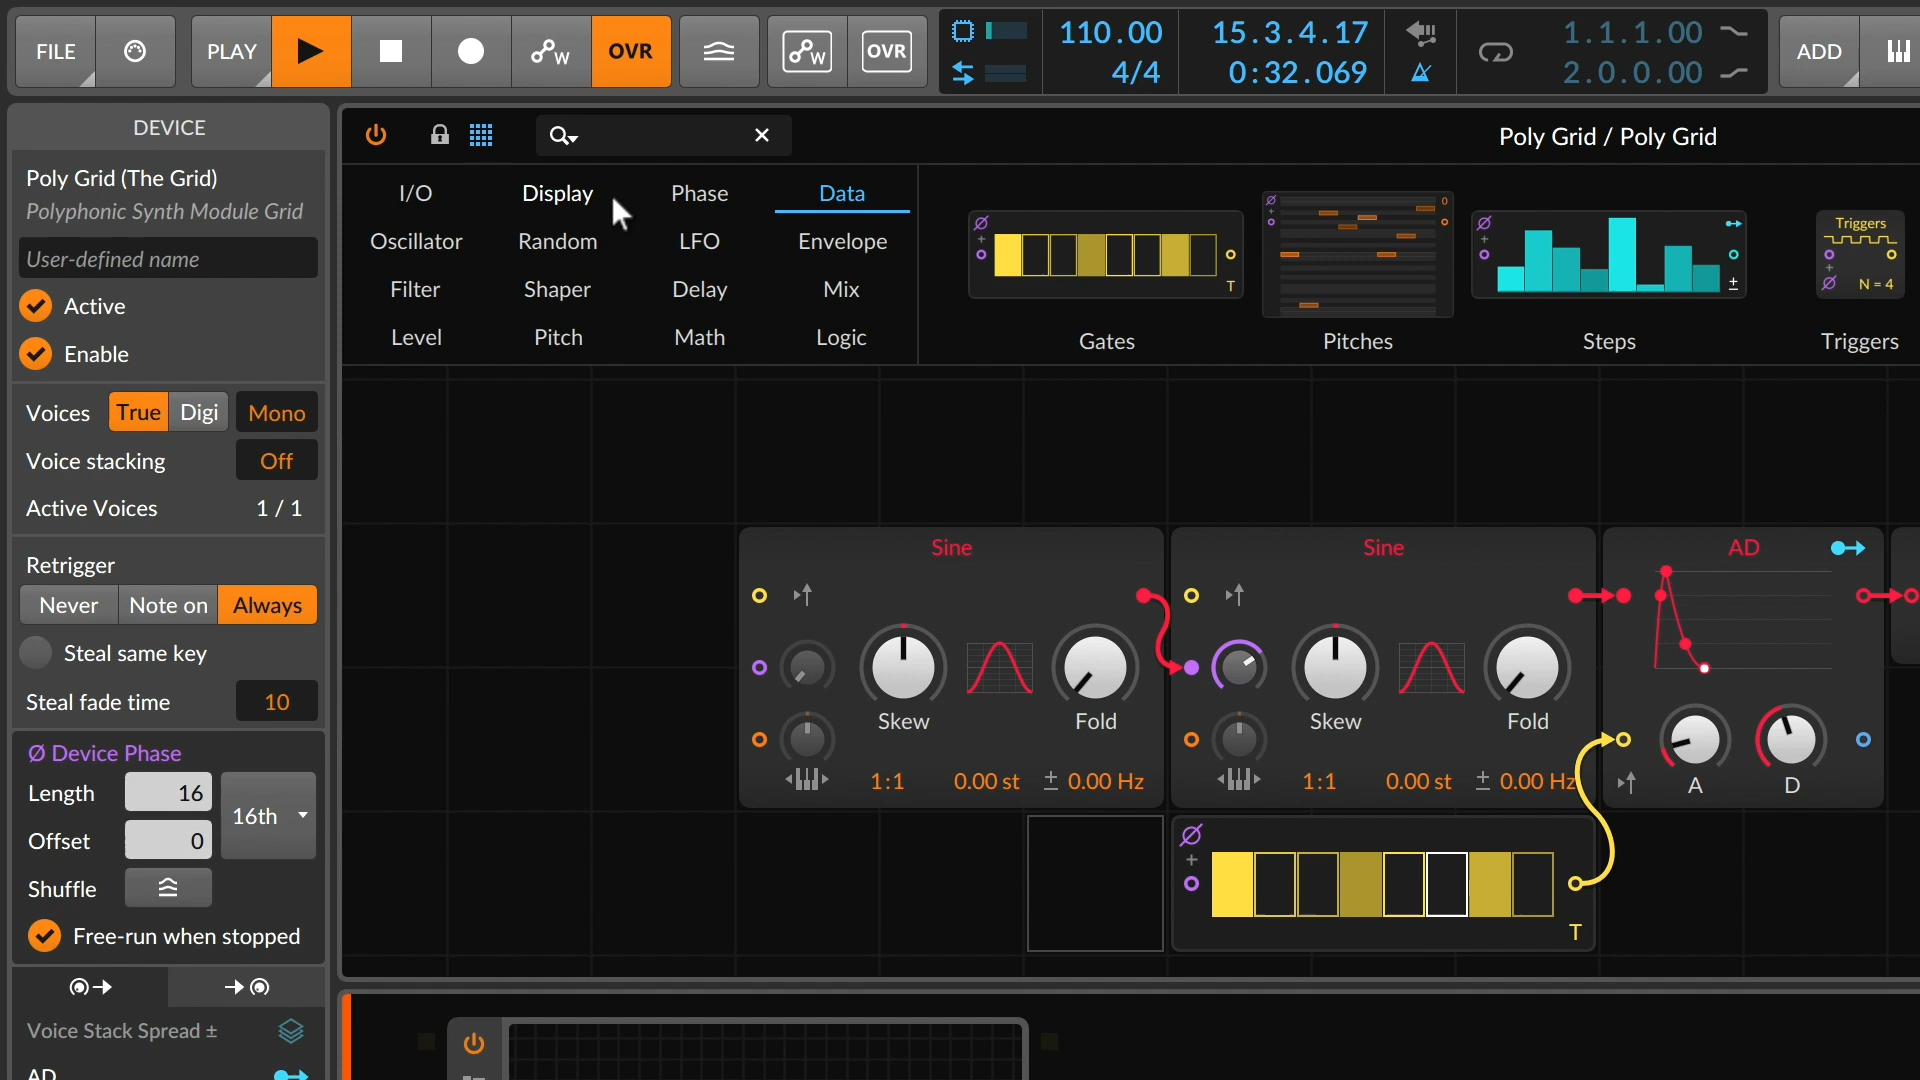 FILE
PLAY
W
OVR
W
OVR
110.00
4/4
15.3.4.17
0:32.069
1.1.1.00
2.0.0.00
ADD
DEVICE
Poly Grid (The Grid)
Polyphonic Synth Module Grid
User-defined name
Active
Enable
Voices True Digi Mono
Voice stacking Off
Active Voices 1 / 1
Retrigger
Never Note on Always
Steal same key
Steal fade time 10
Ø Device Phase
Length 16
16th
Offset 0
Shuffle
Free-run when stopped
Voice Stack Spread ±
AD
Poly Grid / Poly Grid
I/O Display Phase Data
Oscillator Random LFO Envelope
Filter Shaper Delay Mix
Level Pitch Math Logic
T
Gates
Pitches
±
Steps
Triggers
N = 4
Triggers
Sine
Skew
Fold
1:1 0.00 st ± 0.00 Hz
Sine
Skew
Fold
1:1 0.00 st ± 0.00 Hz
AD
A
D
T